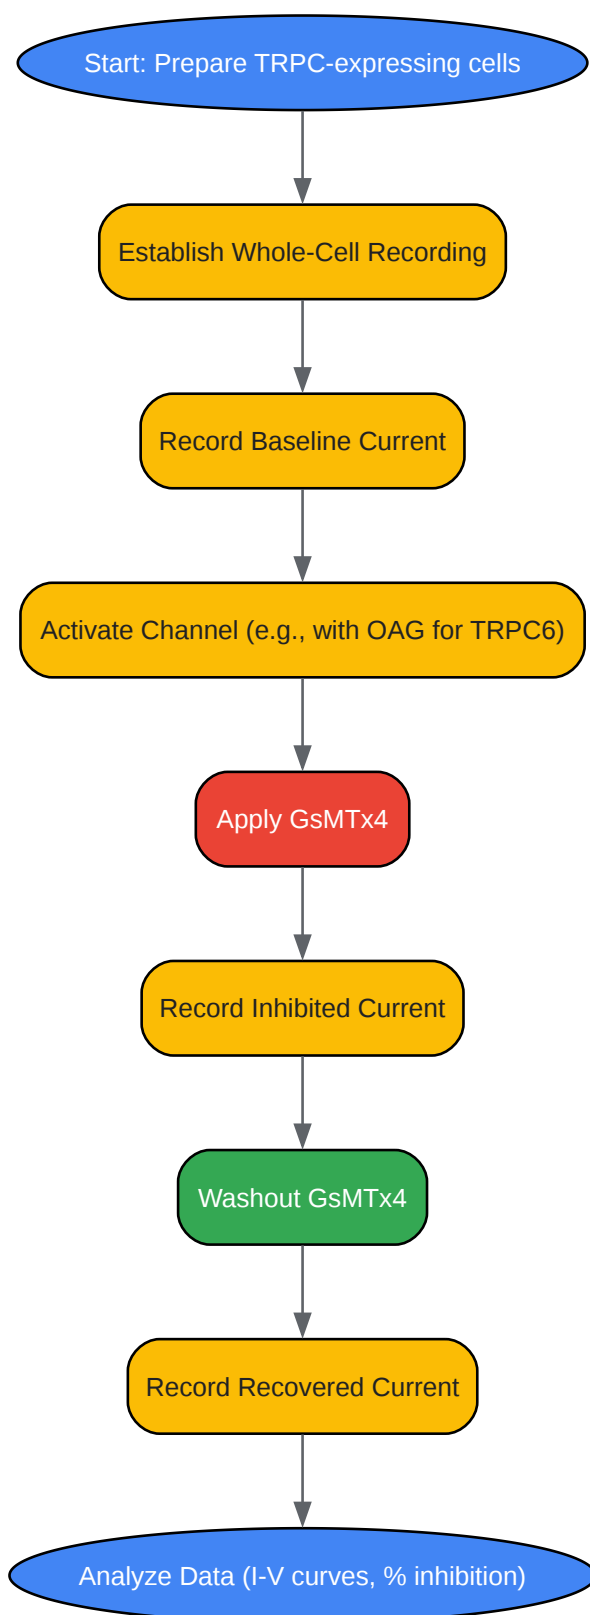 Start: Prepare TRPC-expressing cells
Establish Whole-Cell Recording
Record Baseline Current
Activate Channel (e.g., with OAG for TRPC6)
Apply GsMTx4
Record Inhibited Current
Washout GsMTx4
Record Recovered Current
Analyze Data (I-V curves, % inhibition)